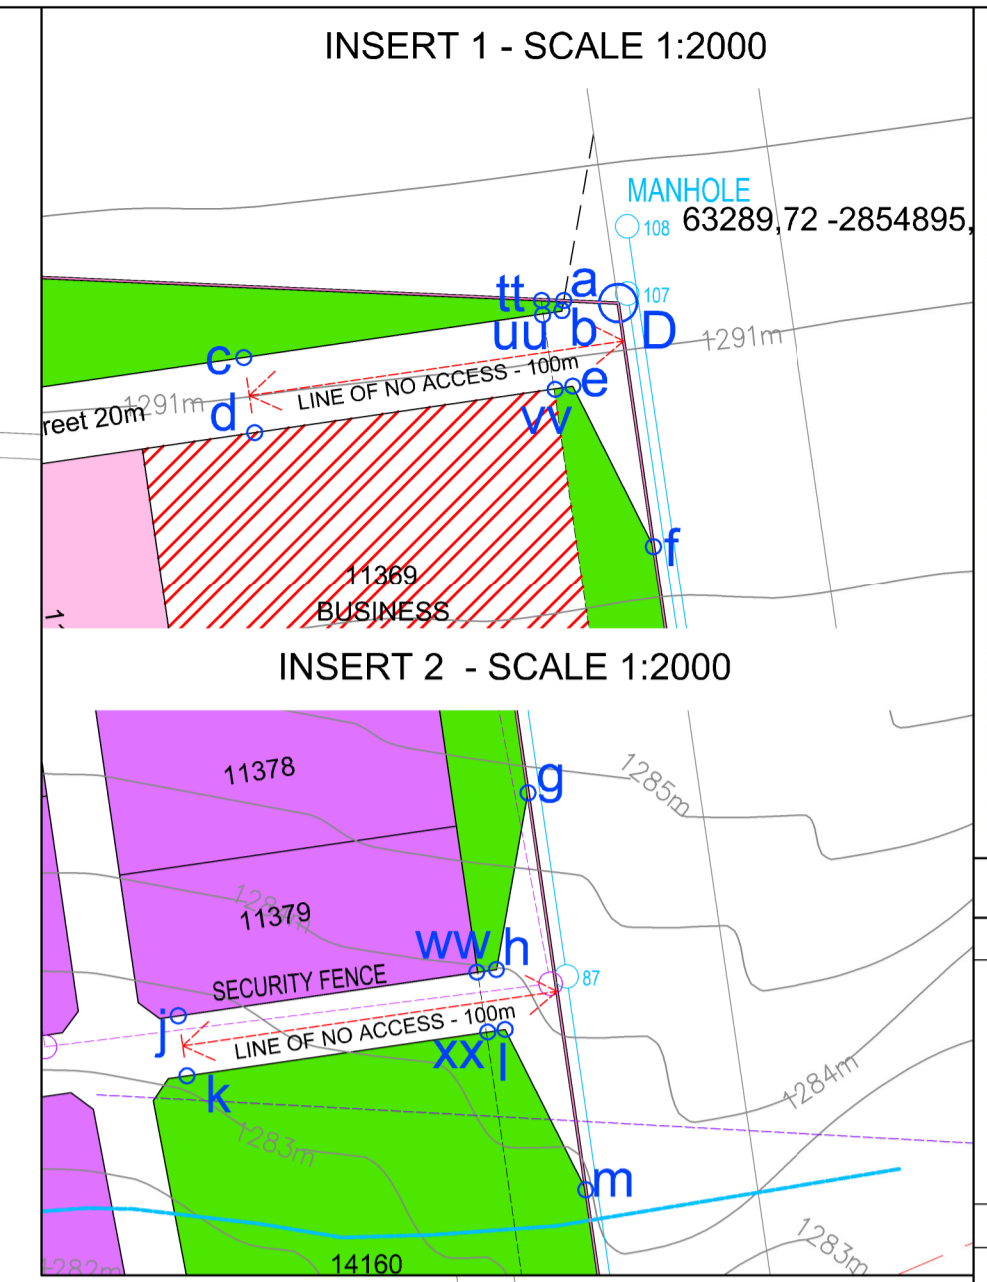 INSERT 1 - SCALE 1:2000
MANHOLE
108
63289,72 -2854895,
tt
a
107
uu
b
D
c
1291m
LINE OF NO ACCESS - 100m
e
1291m
d
reet 20m
vv
f
11369
BUSINESS
INSERT 2 - SCALE 1:2000
11378
g
1285m
11379
ww
h
SECURITY FENCE
87
j
LINE OF NO ACCESS - 100m
xx
l
k
1284m
1283m
m
1283m
1282m
14160